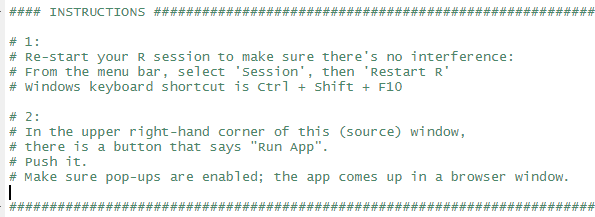 #### INSTRUCTIONS ######################################################
# 1:
# Re-start your R session to make sure there's no interference:
# From the menu bar, select 'Session', then 'Restart R'
# Windows keyboard shortcut is Ctrl + Shift + F10
# 2:
# In the upper right-hand corner of this (source) window,
# there is a button that says "Run App".
# Push it.
# Make sure pop-ups are enabled; the app comes up in a browser window.
########################################################################